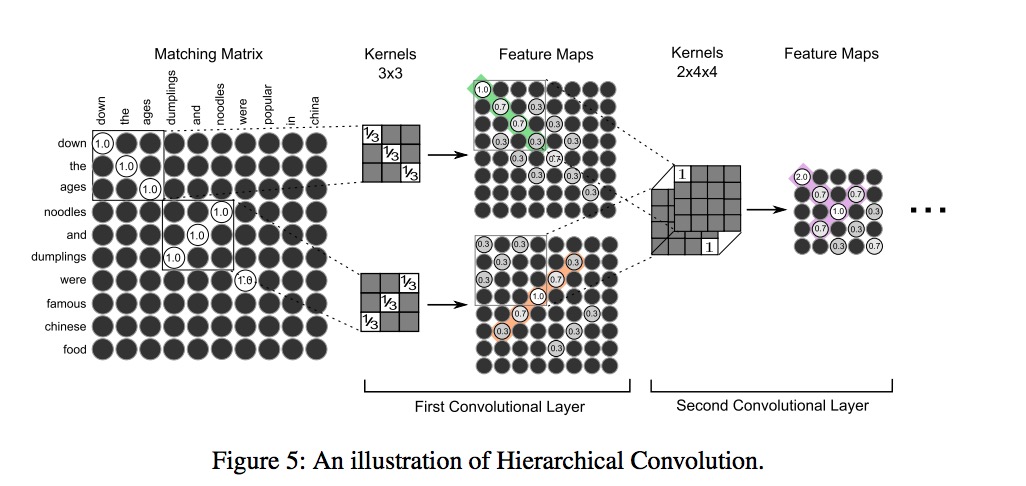 Matching Matrix
down
the
ages
dumplings
and
noodles
were
popular
in
china
down 1.0
the 1.0
ages 1.0
noodles 1.0
and 1.0
dumplings 1.0
were 1.0
famous
chinese
food
Kernels
3x3
1/3
1/3
1/3
1/3
1/3
1/3
Feature Maps
1.0
0.7 0.3
0.7 0.3
0.3 0.3 0.3
0.3 0.7
0.3 0.3
0.3
0.3 0.3
0.3 0.3
0.3 0.7
1.0
0.7 0.3
0.3 0.3
0.3
First Convolutional Layer
Kernels
2x4x4
1
1
Feature Maps
2.0
0.7 0.7
1.0 0.3
0.7 0.3
0.3 0.7
...
Second Convolutional Layer
Figure 5: An illustration of Hierarchical Convolution.